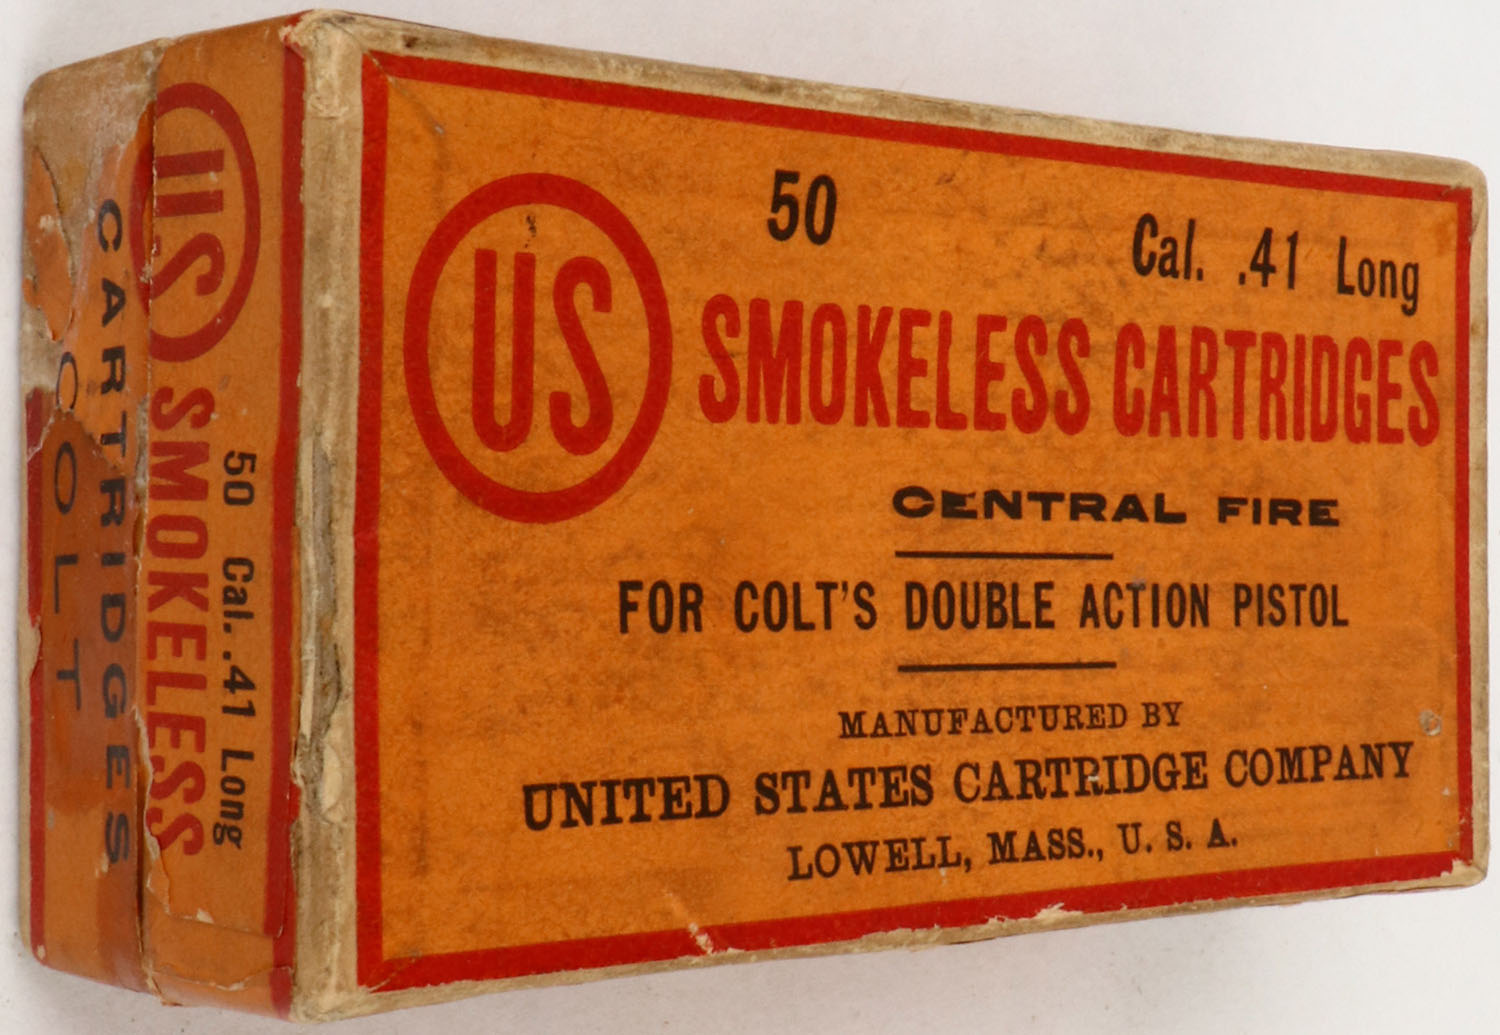 US
50
Cal. .41 Long
SMOKELESS CARTRIDGES
CENTRAL FIRE
FOR COLT'S DOUBLE ACTION PISTOL
MANUFACTURED BY
UNITED STATES CARTRIDGE COMPANY
LOWELL, MASS., U. S. A.
50 Cal. .41 Long
US SMOKELESS
CARTRIDGES
COLT